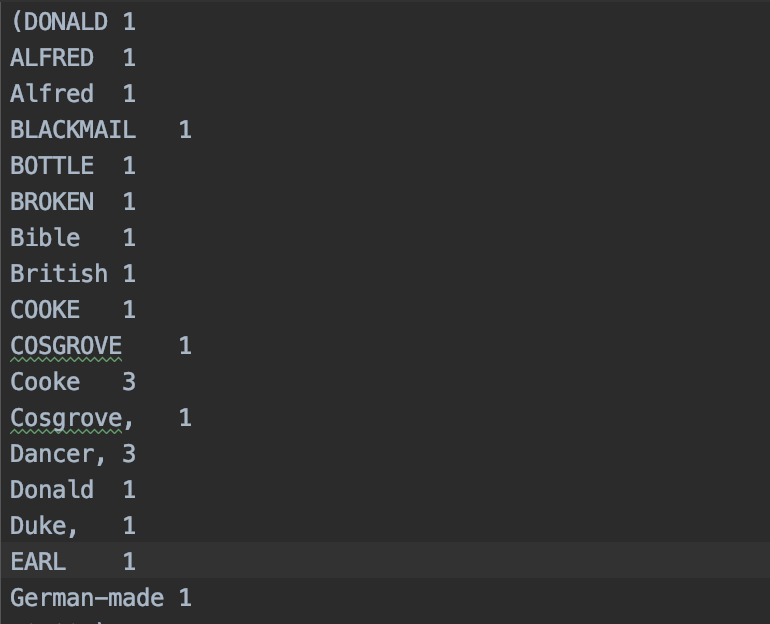 (DONALD 1
ALFRED 1
Alfred 1
BLACKMAIL 1
BOTTLE 1
BROKEN 1
Bible 1
British 1
COOKE 1
COSGROVE 1
Cooke 3
Cosgrove, 1
Dancer, 3
Donald 1
Duke, 1
EARL 1
German-made 1